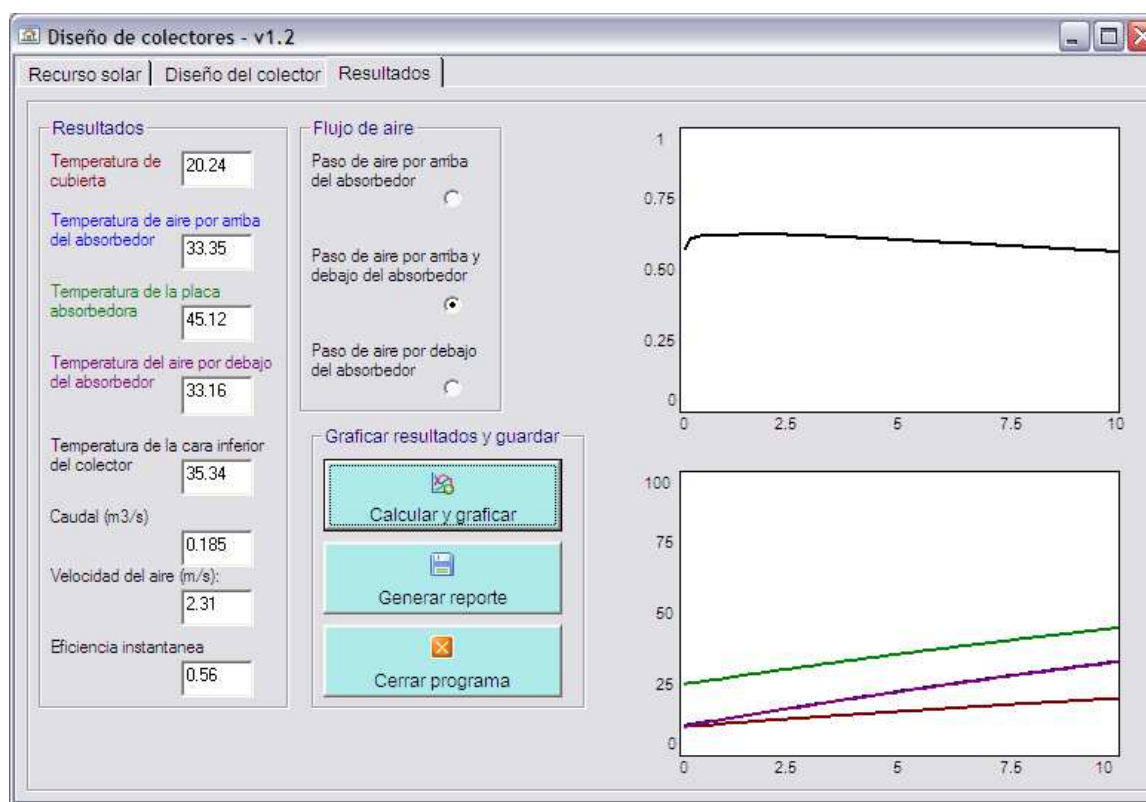 Diseño de colectores - v1.2
Recurso solar
Diseño del colector
Resultados
Resultados
Temperatura de
cubierta
20.24
Temperatura de aire por arriba
del absorbedor
33.35
Temperatura de la placa
absorbedora
45.12
Temperatura del aire por debajo
del absorbedor
33.16
Temperatura de la cara inferior
del colector
35.34
Caudal (m3/s)
0.185
Velocidad del aire (m/s):
2.31
Eficiencia instantanea
0.56
Flujo de aire
Paso de aire por arriba
del absorbedor
Paso de aire por arriba y
debajo del absorbedor
Paso de aire por debajo
del absorbedor
Graficar resultados y guardar
Calcular y graficar
Generar reporte
Cerrar programa
1
0.75
0.50
0.25
0
0
2.5
5
7.5
10
100
75
50
25
0
0
2.5
5
7.5
10